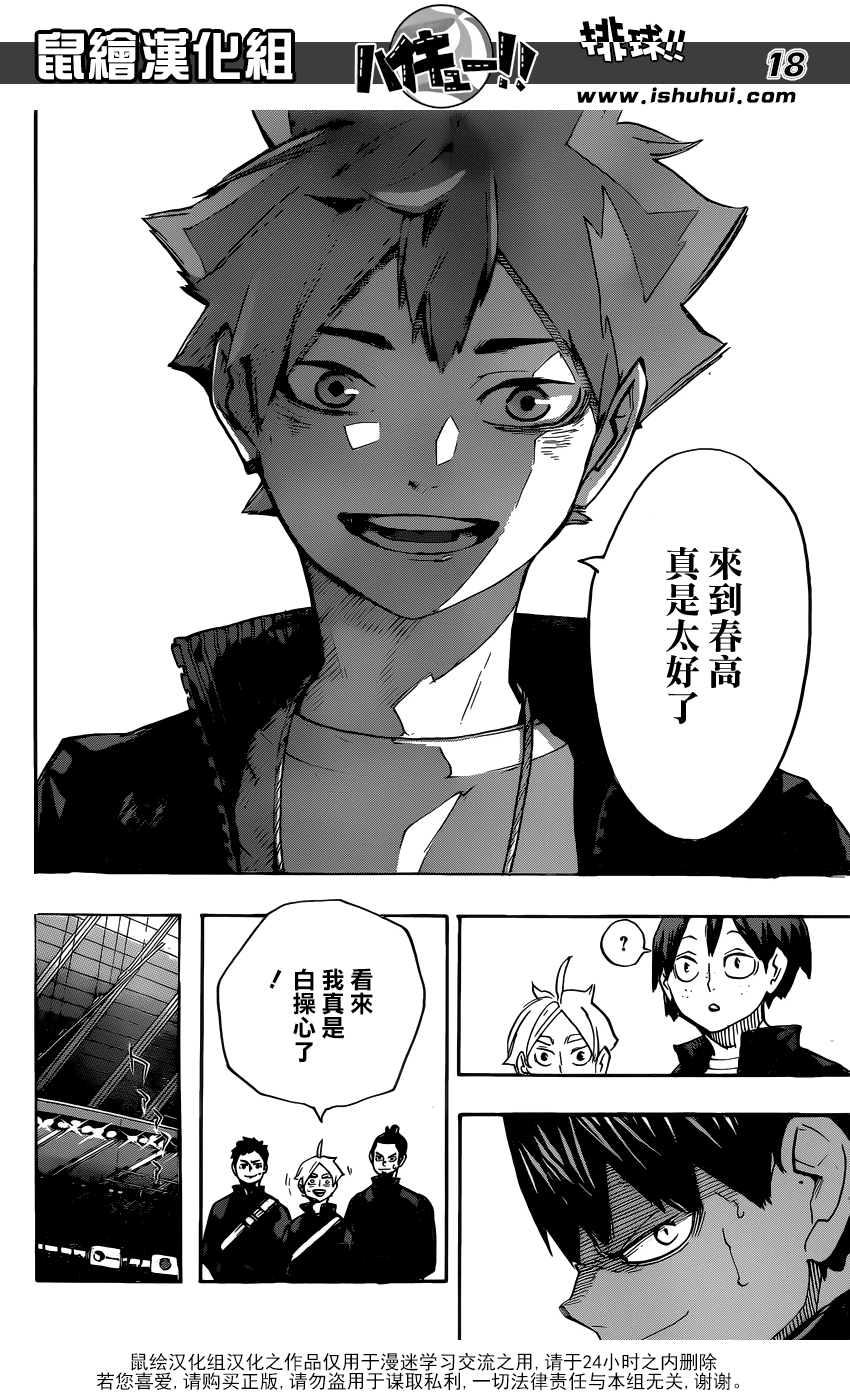 鼠繪漢化組
ハイキュー!!
排球!!
18
www.ishuhui.com
來到春高
真是太好了
?
看來
我真是
白操心了
!
鼠绘汉化组汉化之作品仅用于漫迷学习交流之用,请于24小时之内删除
若您喜爱,请购买正版,请勿盗用于谋取私利,一切法律责任与本组无关,谢谢。